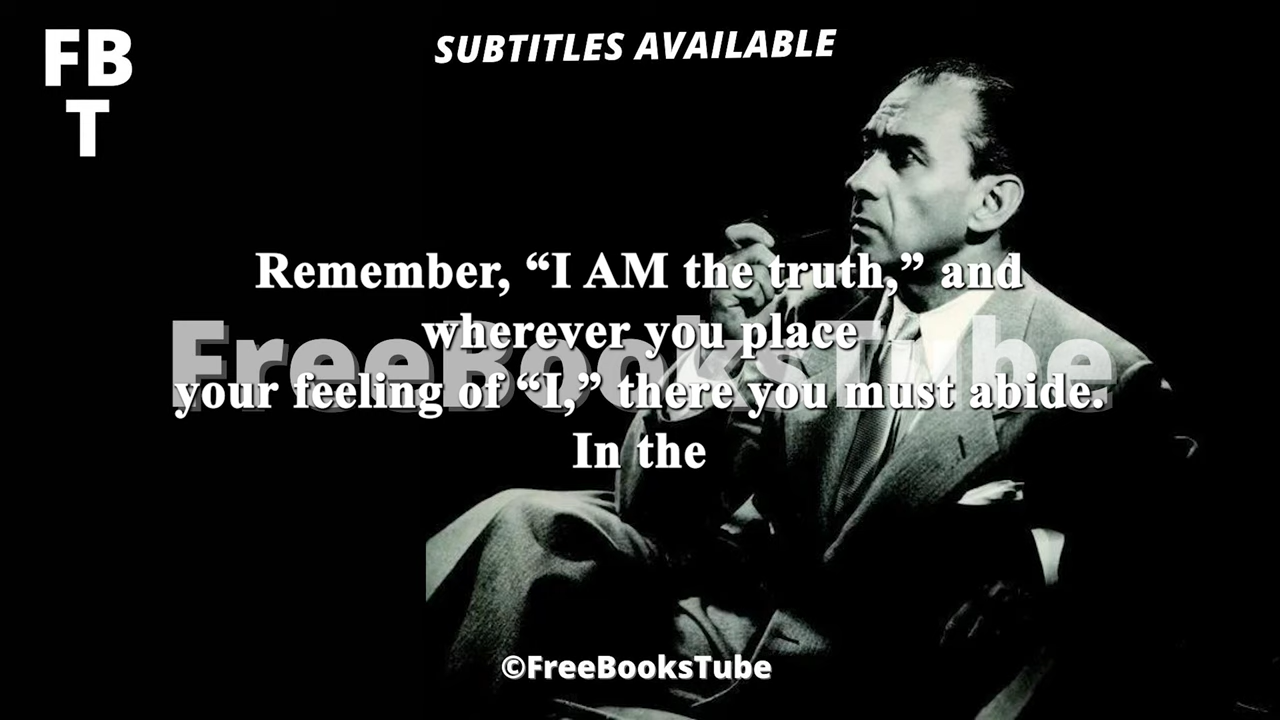 FB
T
SUBTITLES AVAILABLE
Remember, “I AM the truth,” and
wherever you place
FreeBooksTube
your feeling of “I,” there you must abide.
In the
©FreeBooksTube